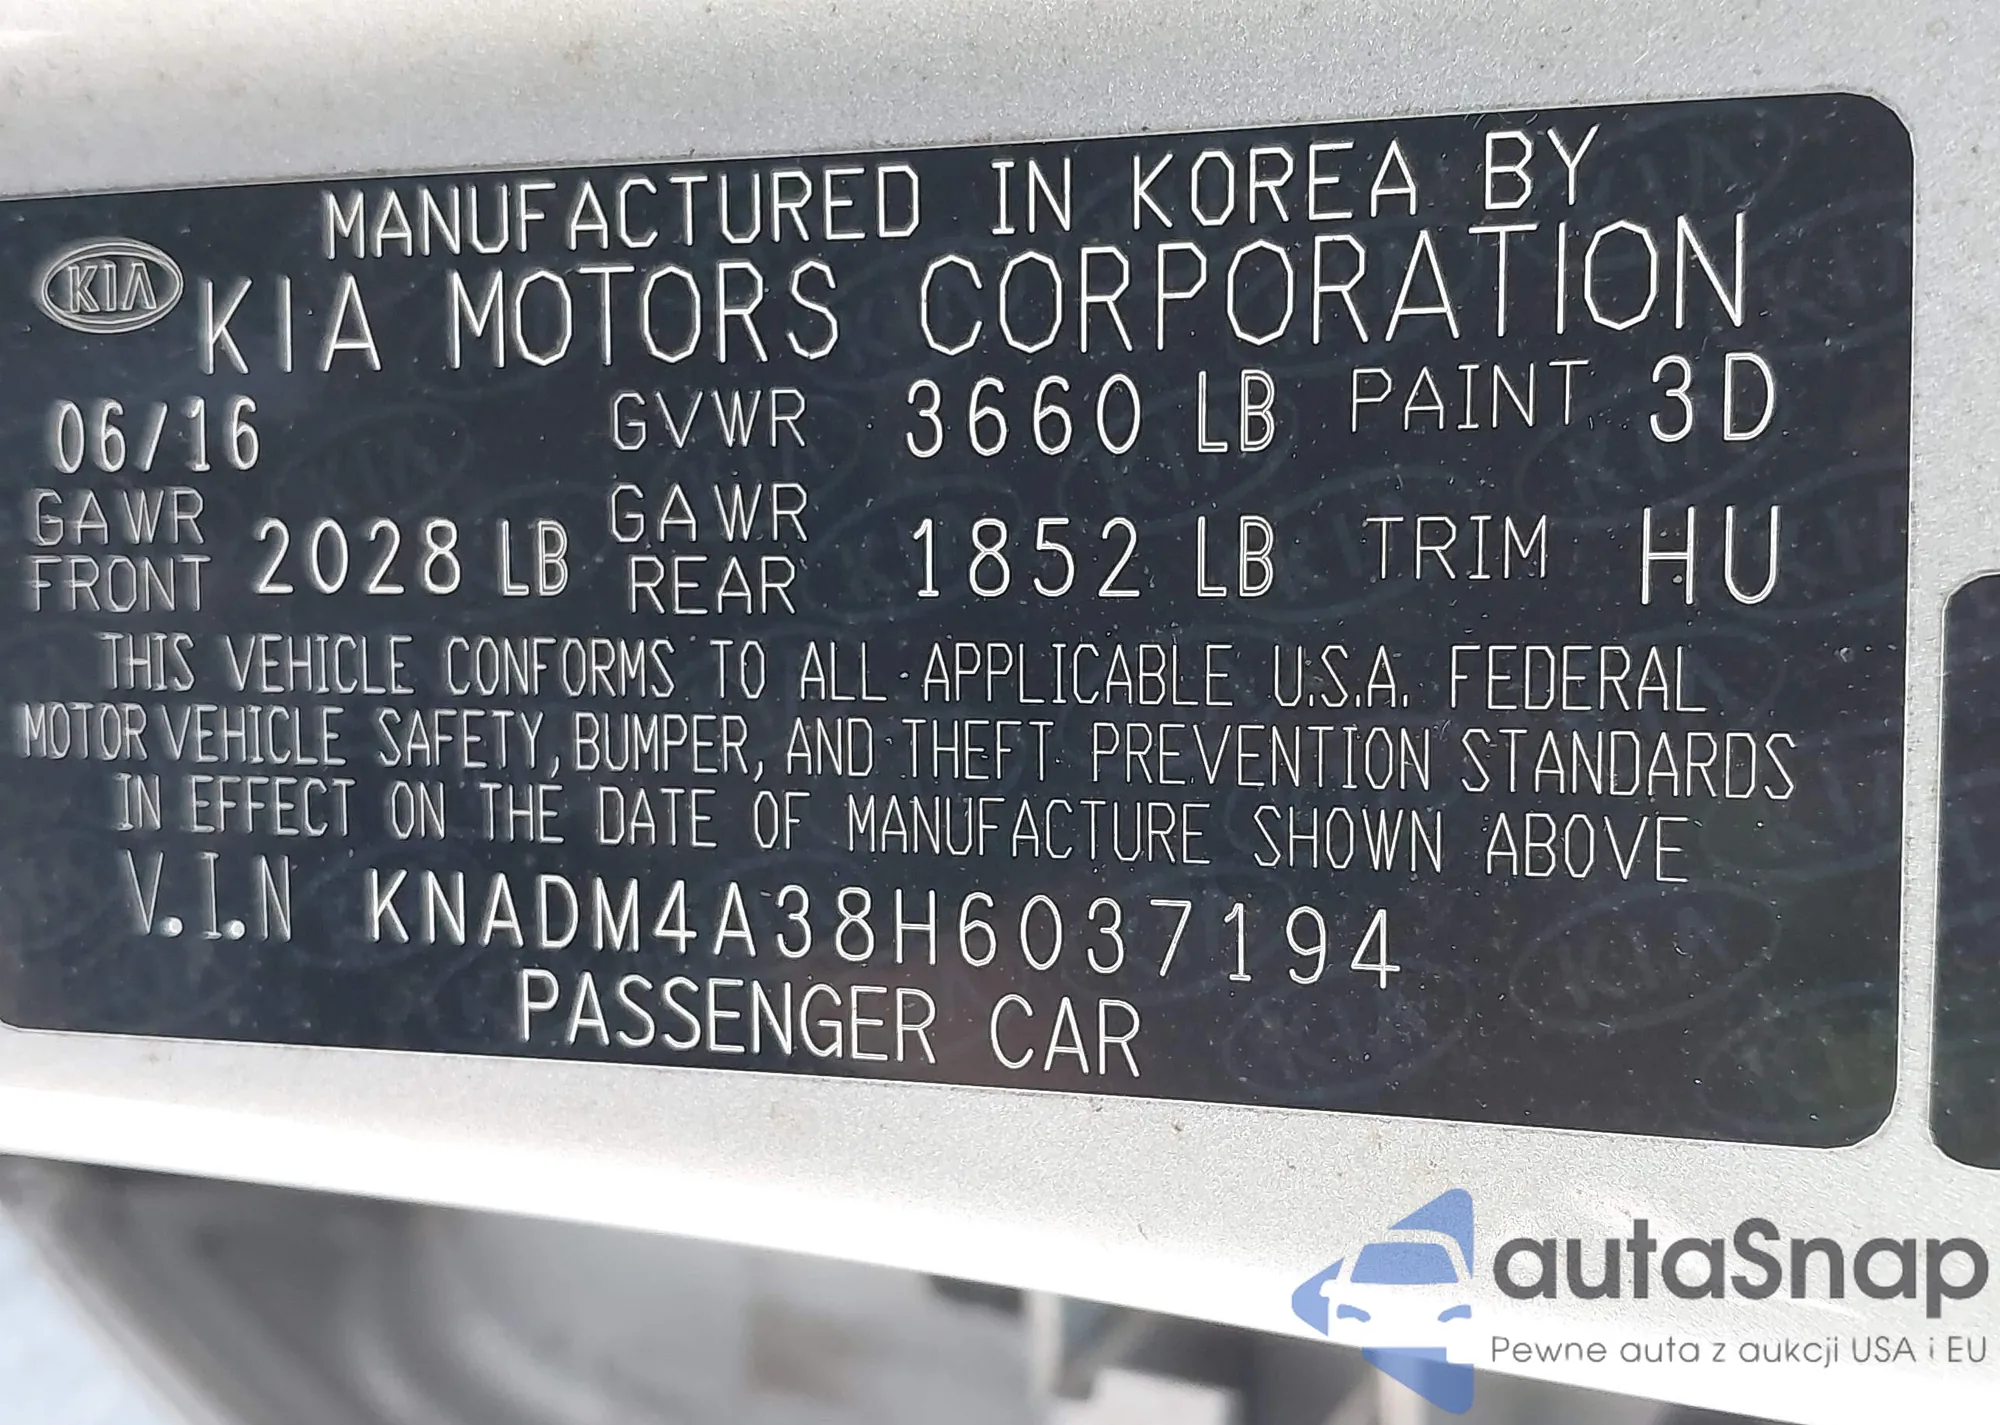 MANUFACTURED IN KOREA BY
KIA KIA MOTORS CORPORATION
06/16 GVWR 3660 LB PAINT 3D
GAWR FRONT 2028 LB GAWR REAR 1852 LB TRIM HU
THIS VEHICLE CONFORMS TO ALL APPLICABLE U.S.A. FEDERAL
MOTOR VEHICLE SAFETY, BUMPER, AND THEFT PREVENTION STANDARDS
IN EFFECT ON THE DATE OF MANUFACTURE SHOWN ABOVE
V.I.N KNADM4A38H6037194
PASSENGER CAR
autaSnap
Pewne auta z aukcji USA i EU